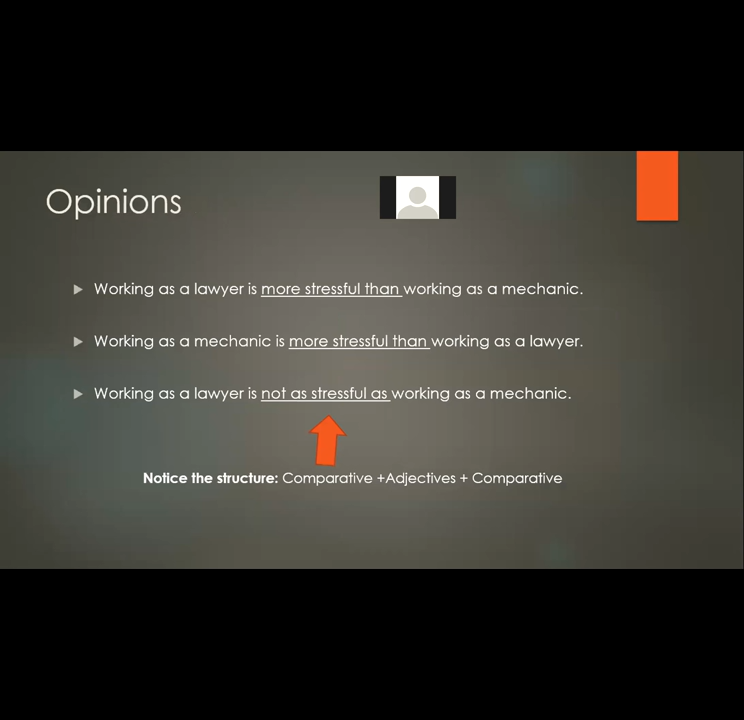 Opinions
Working as a lawyer is more stressful than working as a mechanic.
Working as a mechanic is more stressful than working as a lawyer.
Working as a lawyer is not as stressful as working as a mechanic.
Notice the structure: Comparative +Adjectives + Comparative